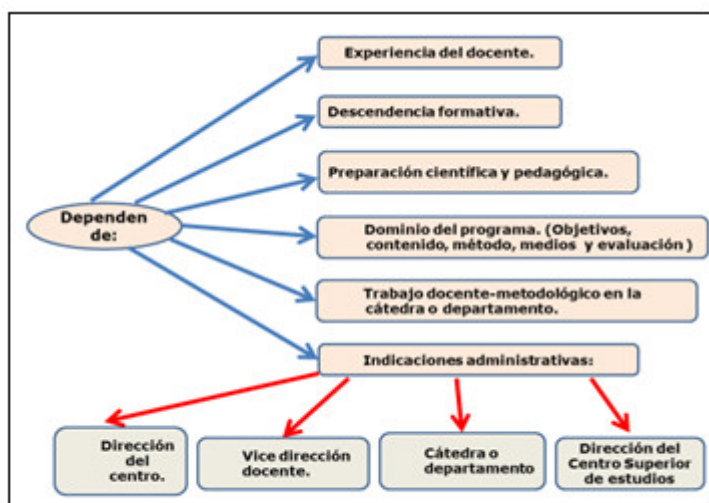 Experiencia del docente.
Descendencia formativa.
Preparación científica y pedagógica.
Dependen
de:
Dominio del programa. (Objetivos,
contenido, método, medios y evaluación )
Trabajo docente-metodológico en la
cátedra o departamento.
Indicaciones administrativas:
Dirección
del
centro.
Vice dirección
docente.
Cátedra o
departamento
Dirección del
Centro Superior
de estudios